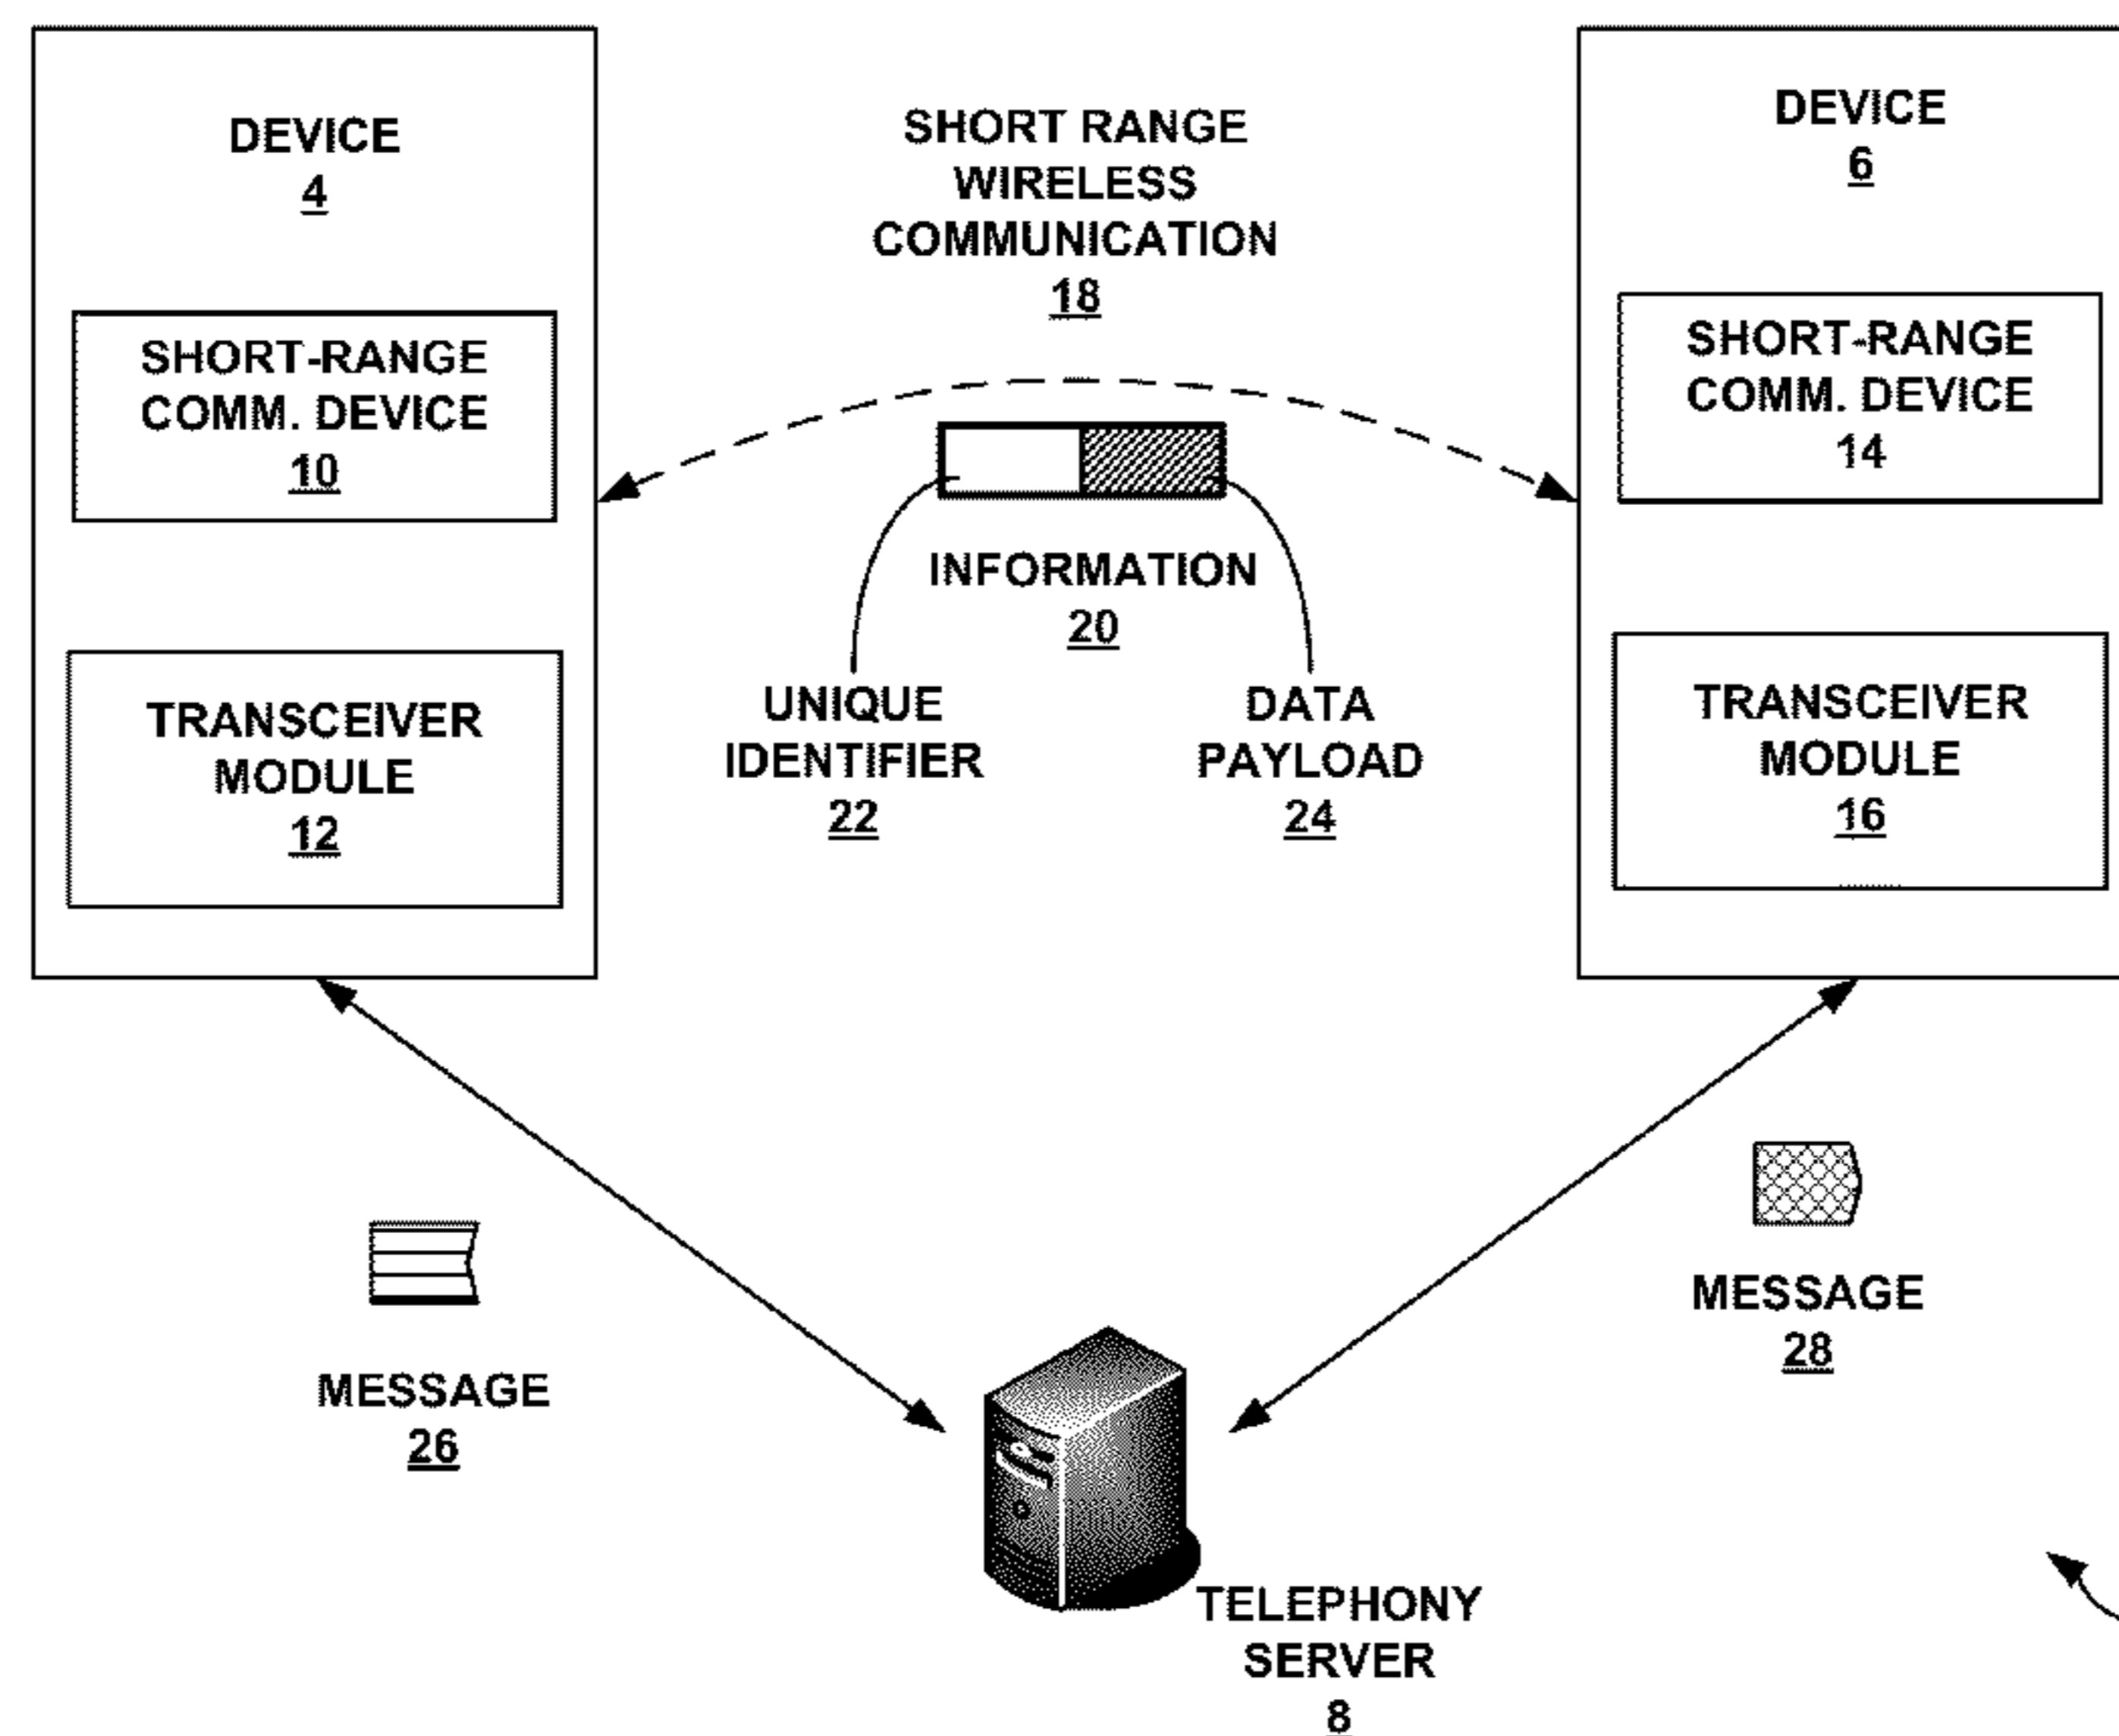 DEVICE
4
SHORT-RANGE
COMM. DEVICE
10
TRANSCEIVER
MODULE
12
SHORT RANGE
WIRELESS
COMMUNICATION
18
INFORMATION
20
UNIQUE
IDENTIFIER
22
DATA
PAYLOAD
24
DEVICE
6
SHORT-RANGE
COMM. DEVICE
14
TRANSCEIVER
MODULE
16
MESSAGE
26
MESSAGE
28
TELEPHONY
SERVER
8